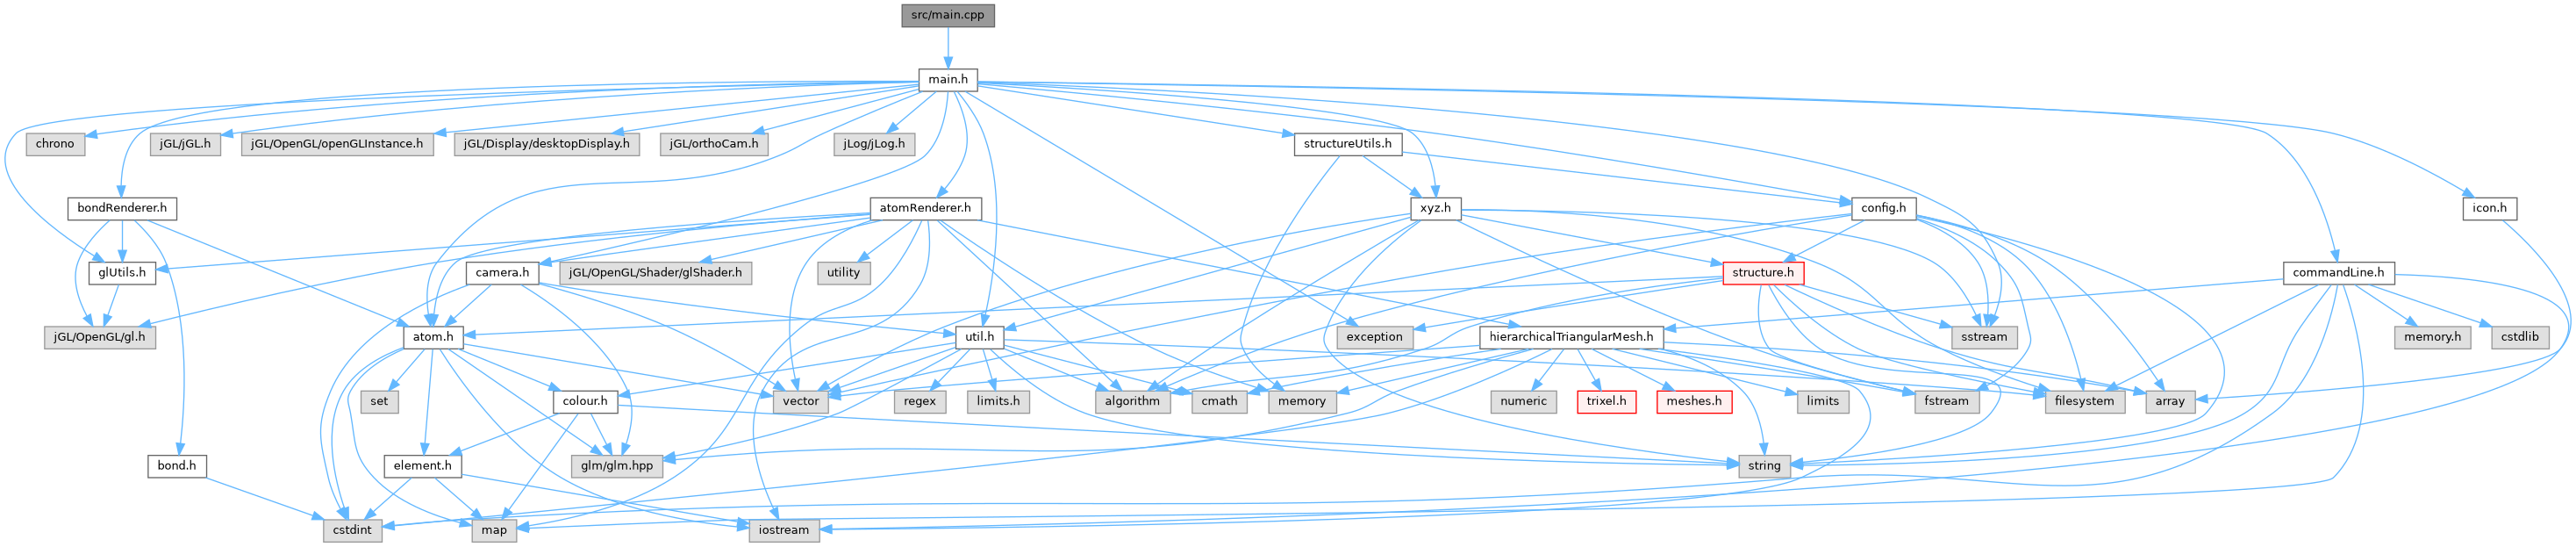 src/main.cpp
main.h
chrono
jGL/jGL.h
jGL/OpenGL/openGLInstance.h
jGL/Display/desktopDisplay.h
jGL/orthoCam.h
jLog/jLog.h
structureUtils.h
bondRenderer.h
atomRenderer.h
xyz.h
config.h
icon.h
glUtils.h
camera.h
jGL/OpenGL/Shader/glShader.h
utility
structure.h
commandLine.h
jGL/OpenGL/gl.h
atom.h
util.h
exception
hierarchicalTriangularMesh.h
sstream
memory.h
cstdlib
set
colour.h
vector
regex
limits.h
algorithm
cmath
memory
numeric
trixel.h
meshes.h
limits
fstream
filesystem
array
bond.h
element.h
glm/glm.hpp
string
cstdint
map
iostream